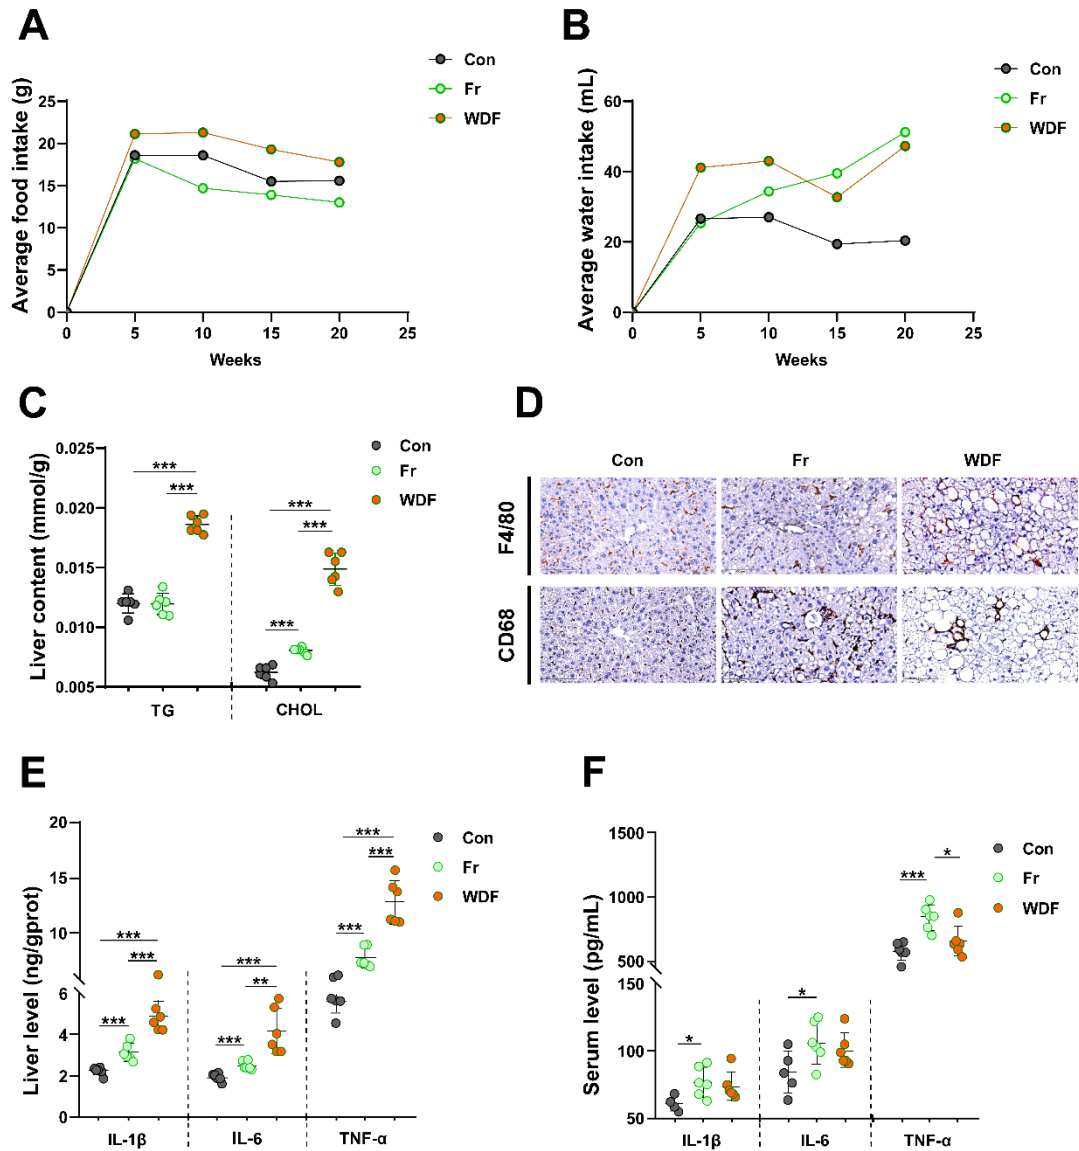 A
Con
Fr
WDF
Average food intake (g)
25
20
15
10
5
0
0 5 10 15 20 25
Weeks
B
Con
Fr
WDF
Average water intake (mL)
60
40
20
0
0 5 10 15 20 25
Weeks
C
Con
Fr
WDF
Liver content (mmol/g)
0.025
0.020
0.015
0.010
0.005
***
***
***
***
***
TG CHOL
D
Con Fr WDF
F4/80
CD68
E
Con
Fr
WDF
Liver level (ng/gprot)
20
15
10
6
4
2
0
***
***
***
***
**
***
***
***
***
IL-1β IL-6 TNF-α
F
Con
Fr
WDF
Serum level (pg/mL)
1500
1000
500
150
100
50
*
*
***
*
IL-1β IL-6 TNF-α